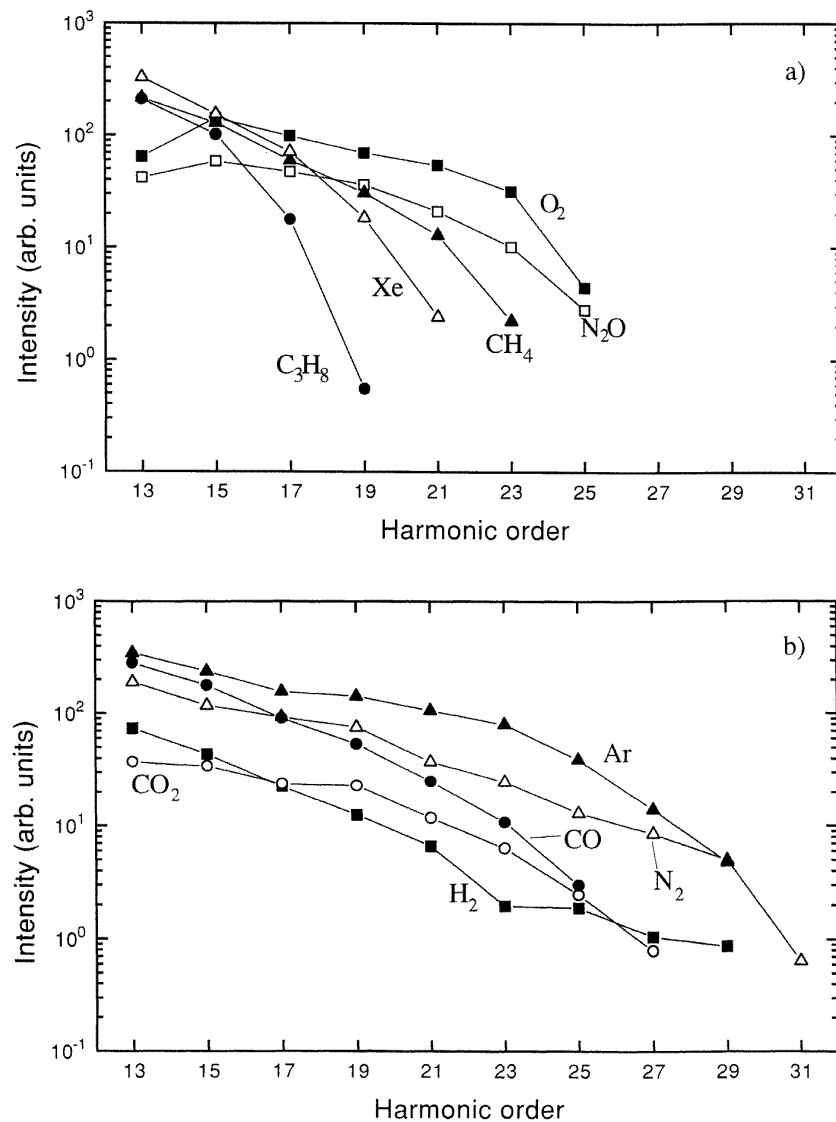 10³
a)
10²
Intensity (arb. units)
O₂
10¹
Xe
N₂O
CH₄
10⁰
C₃H₈
10⁻¹
13 15 17 19 21 23 25 27 29 31
Harmonic order
10³
b)
10²
Intensity (arb. units)
Ar
CO₂
10¹
CO
N₂
H₂
10⁰
10⁻¹
13 15 17 19 21 23 25 27 29 31
Harmonic order